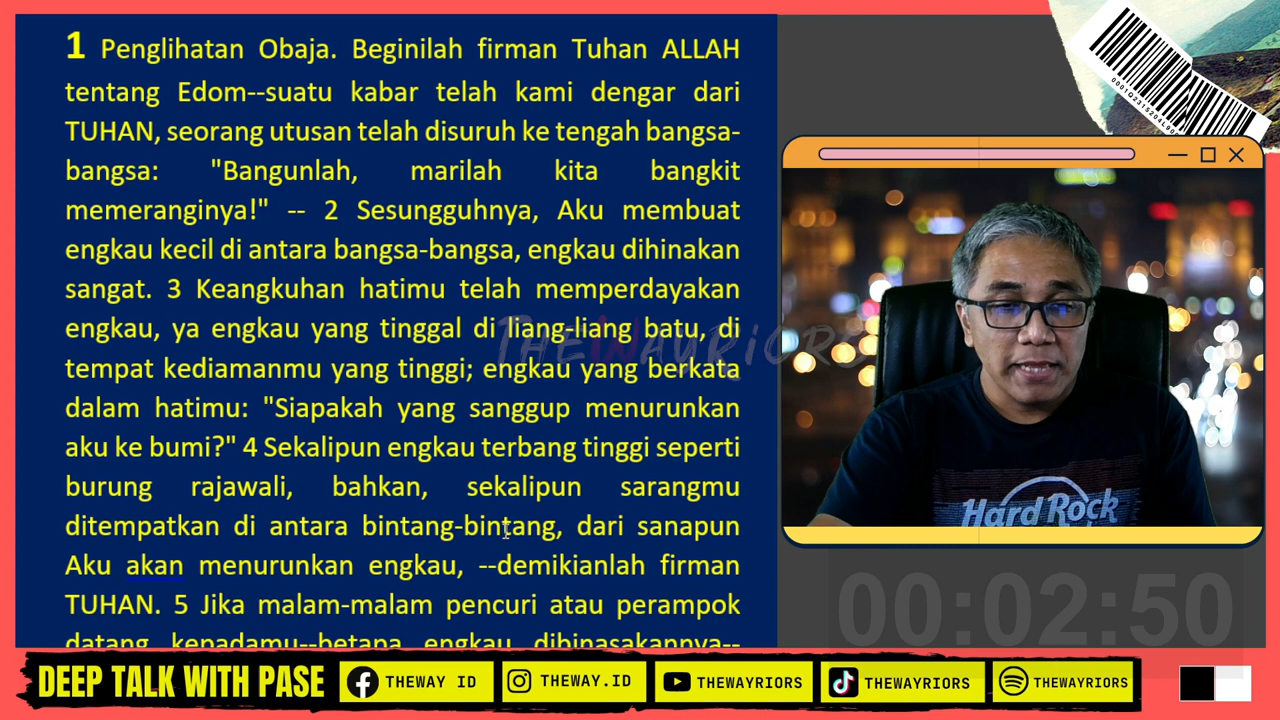 1 Penglihatan Obaja. Beginilah firman Tuhan ALLAH
tentang Edom--suatu kabar telah kami dengar dari
TUHAN, seorang utusan telah disuruh ke tengah bangsa-
bangsa: "Bangunlah, marilah kita bangkit
memeranginya!" -- 2 Sesungguhnya, Aku membuat
engkau kecil di antara bangsa-bangsa, engkau dihinakan
sangat. 3 Keangkuhan hatimu telah memperdayakan
engkau, ya engkau yang tinggal di liang-liang batu, di
tempat kediamanmu yang tinggi; engkau yang berkata
dalam hatimu: "Siapakah yang sanggup menurunkan
aku ke bumi?" 4 Sekalipun engkau terbang tinggi seperti
burung rajawali, bahkan, sekalipun sarangmu
ditempatkan di antara bintang-bintang, dari sanapun
Aku akan menurunkan engkau, --demikianlah firman
TUHAN. 5 Jika malam-malam pencuri atau perampok
datang kepadamu--betapa engkau dibinasakannya--
TheWayRiors
Hard Rock
00:02:50
DEEP TALK WITH PASE
THEWAY ID
THEWAY.ID
THEWAYRIORS
THEWAYRIORS
THEWAYRIORS